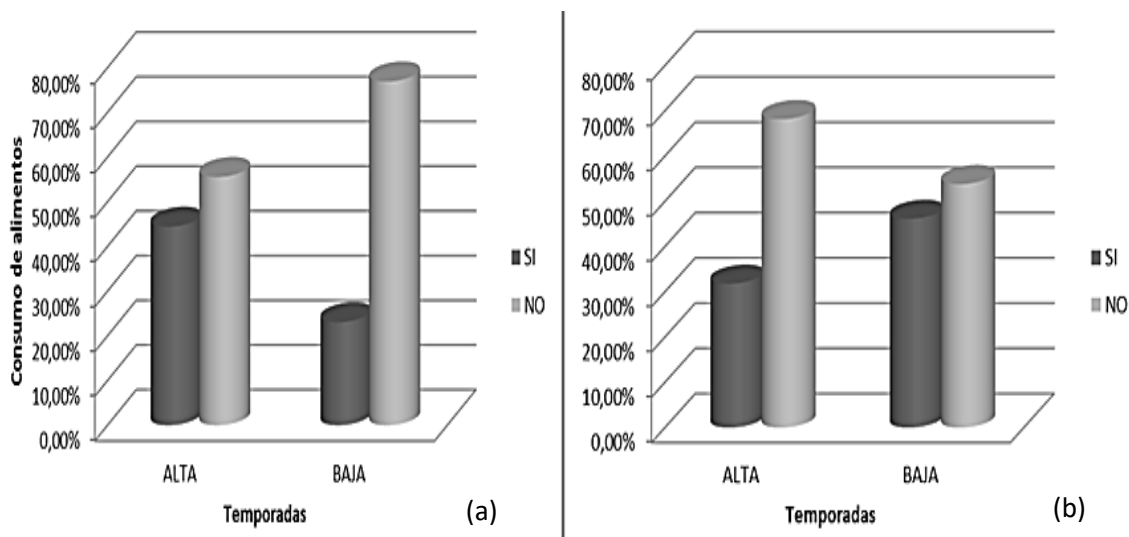 Consumo de alimentos
80,00%
70,00%
60,00%
50,00%
40,00%
30,00%
20,00%
10,00%
0,00%
ALTA BAJA
Temporadas
SI
NO
(a)
80,00%
70,00%
60,00%
50,00%
40,00%
30,00%
20,00%
10,00%
0,00%
ALTA BAJA
Temporadas
SI
NO
(b)